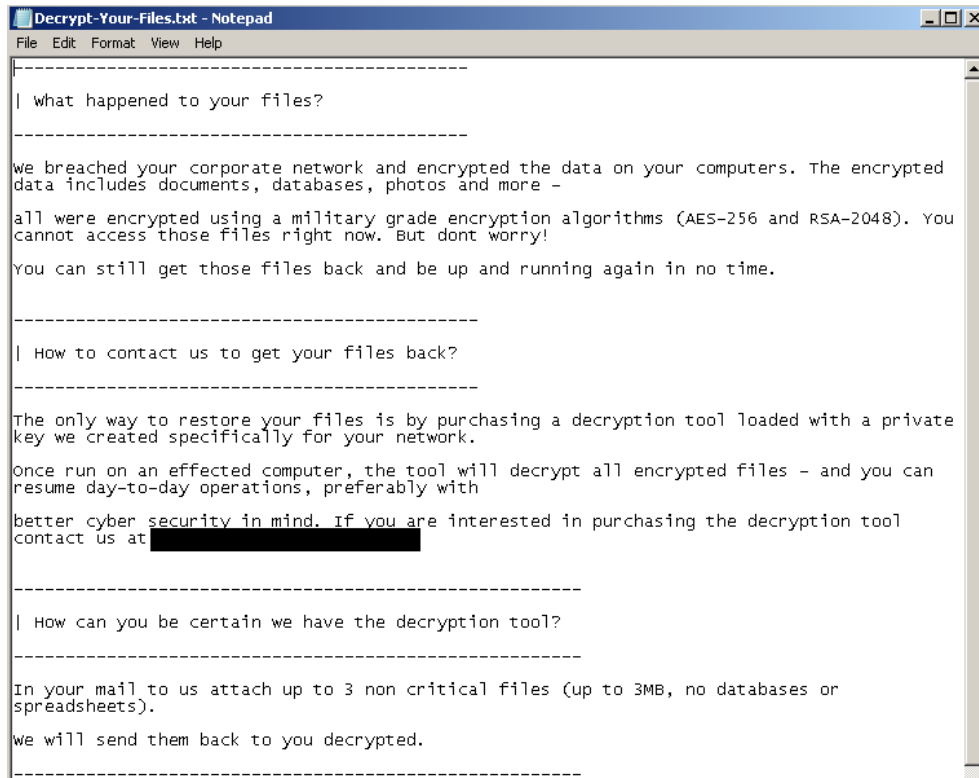 Decrypt-Your-Files.txt - Notepad
File Edit Format View Help
--------------------------------------------
| What happened to your files?
--------------------------------------------
We breached your corporate network and encrypted the data on your computers. The encrypted
data includes documents, databases, photos and more -
all were encrypted using a military grade encryption algorithms (AES-256 and RSA-2048). You
cannot access those files right now. But dont worry!
You can still get those files back and be up and running again in no time.
---------------------------------------------
| How to contact us to get your files back?
---------------------------------------------
The only way to restore your files is by purchasing a decryption tool loaded with a private
key we created specifically for your network.
Once run on an effected computer, the tool will decrypt all encrypted files - and you can
resume day-to-day operations, preferably with
better cyber security in mind. If you are interested in purchasing the decryption tool
contact us at
-------------------------------------------------------
| How can you be certain we have the decryption tool?
-------------------------------------------------------
In your mail to us attach up to 3 non critical files (up to 3MB, no databases or
spreadsheets).
We will send them back to you decrypted.
-------------------------------------------------------